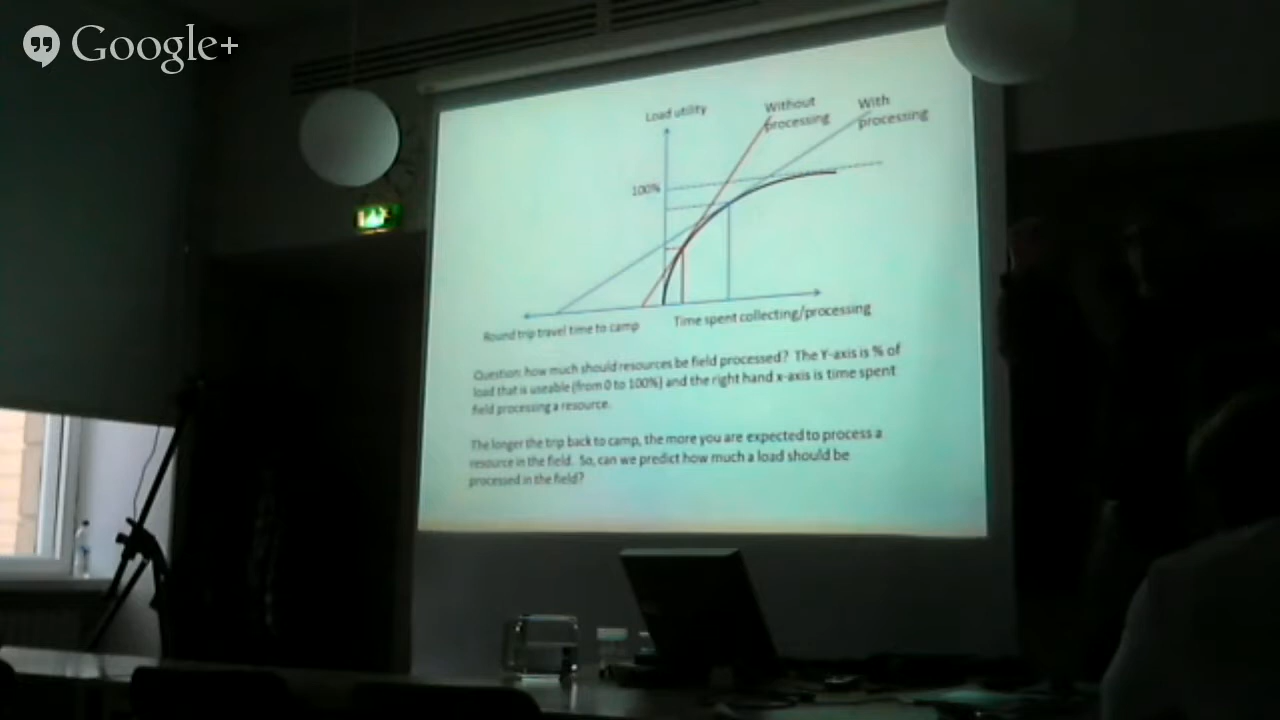 Google+
Load utility
Without
processing
With
processing
100%
Round trip travel time to camp
Time spent collecting/processing
Question: how much should resources be field processed? The Y-axis is % of
load that is useable (from 0 to 100%) and the right hand x-axis is time spent
field processing a resource.
The longer the trip back to camp, the more you are expected to process a
resource in the field. So, can we predict how much a load should be
processed in the field?